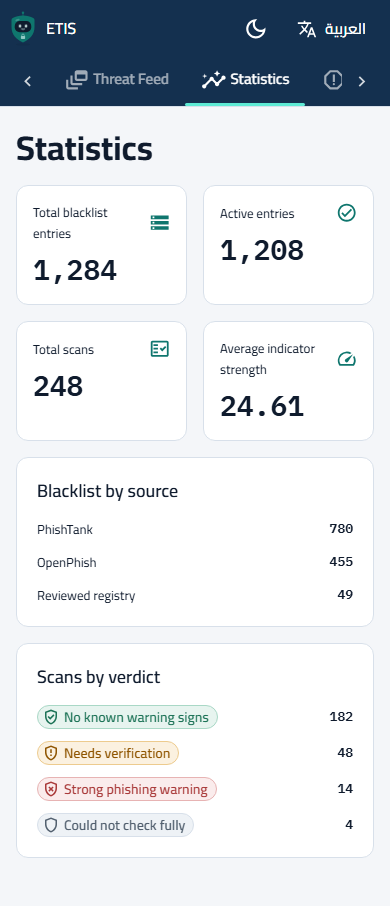 ETIS
العربية
Threat Feed
Statistics
Statistics
Total blacklist
entries
1,284
Active entries
1,208
Total scans
248
Average indicator
strength
24.61
Blacklist by source
PhishTank 780
OpenPhish 455
Reviewed registry 49
Scans by verdict
No known warning signs 182
Needs verification 48
Strong phishing warning 14
Could not check fully 4